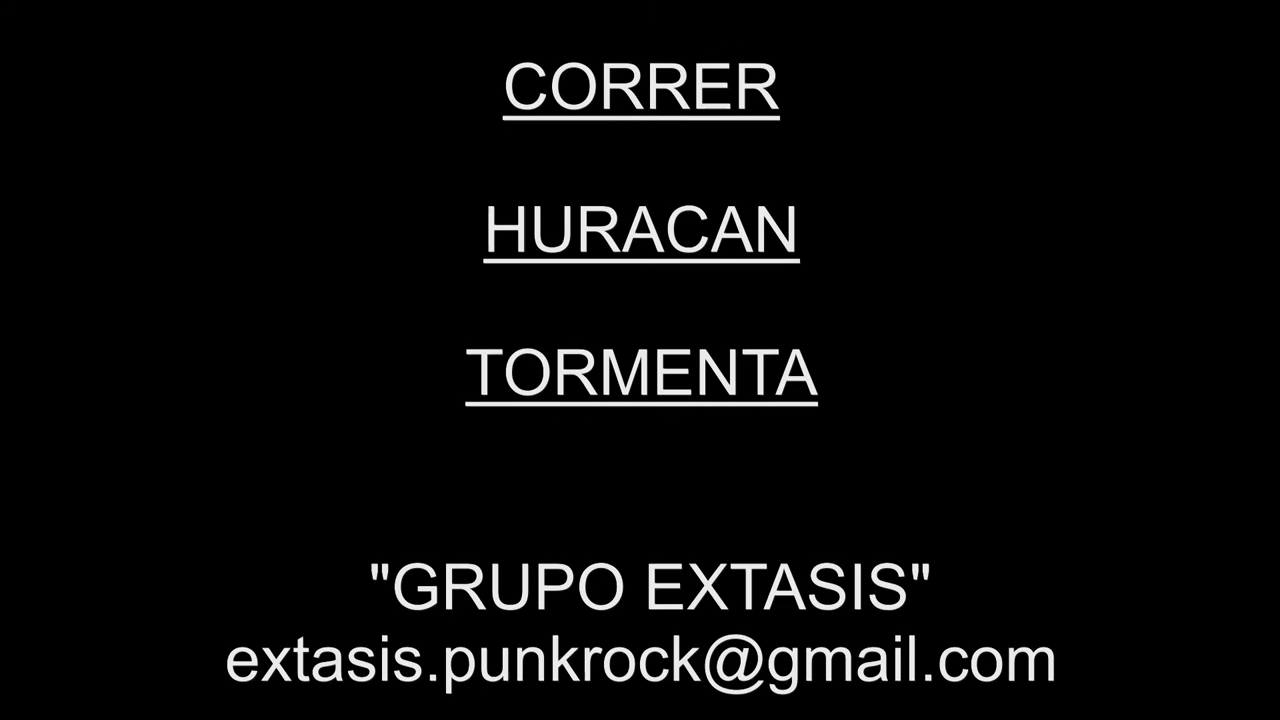 CORRER
HURACAN
TORMENTA
"GRUPO EXTASIS"
extasis.punkrock@gmail.com